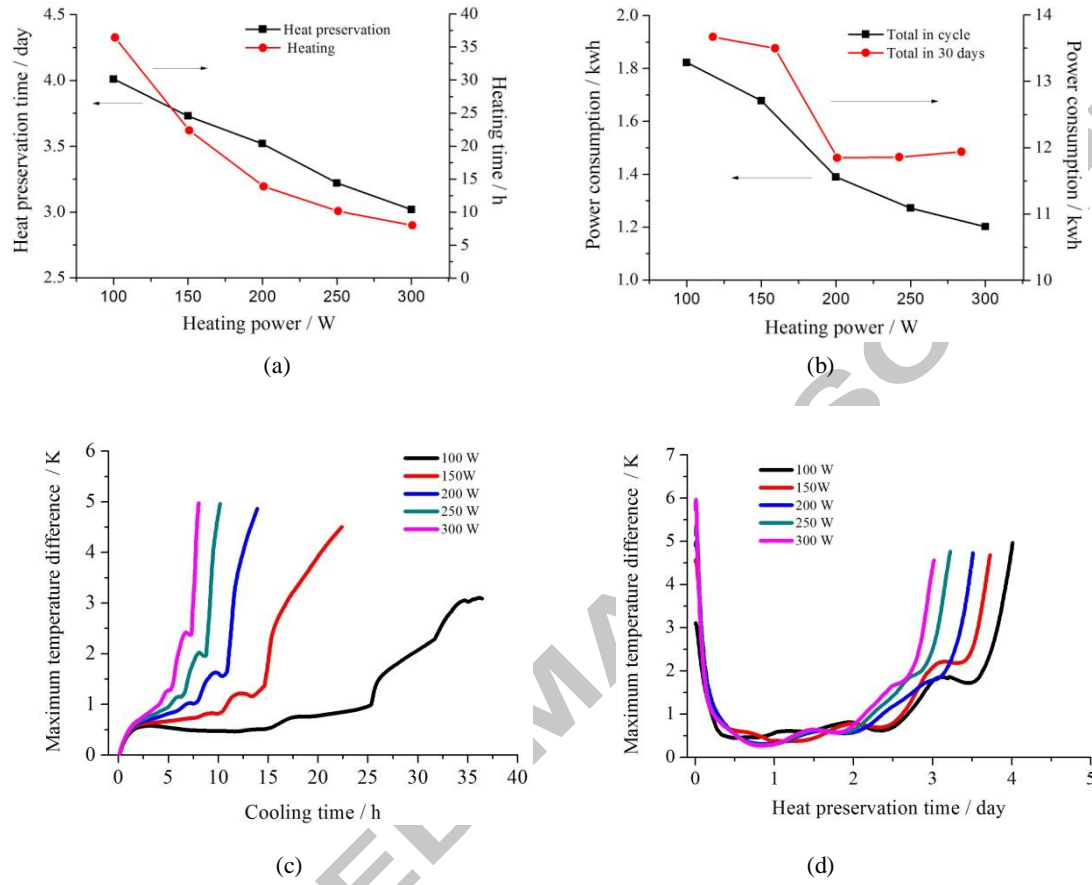 4.5
4.0
3.5
3.0
2.5
Heat preservation time / day
Heat preservation
Heating
40
35
30
25
20
15
10
5
0
Heating time / h
100 150 200 250 300
Heating power / W
(a)
2.0
1.8
1.6
1.4
1.2
1.0
Power consumption / kwh
Total in cycle
Total in 30 days
14
13
12
11
10
Power consumption / kwh
100 150 200 250 300
Heating power / W
(b)
6
5
4
3
2
1
0
Maximum temperature difference / K
100 W
150W
200 W
250 W
300 W
0 5 10 15 20 25 30 35 40
Cooling time / h
(c)
7
6
5
4
3
2
1
0
Maximum temperature difference / K
100 W
150W
200 W
250 W
300 W
0 1 2 3 4 5
Heat preservation time / day
(d)